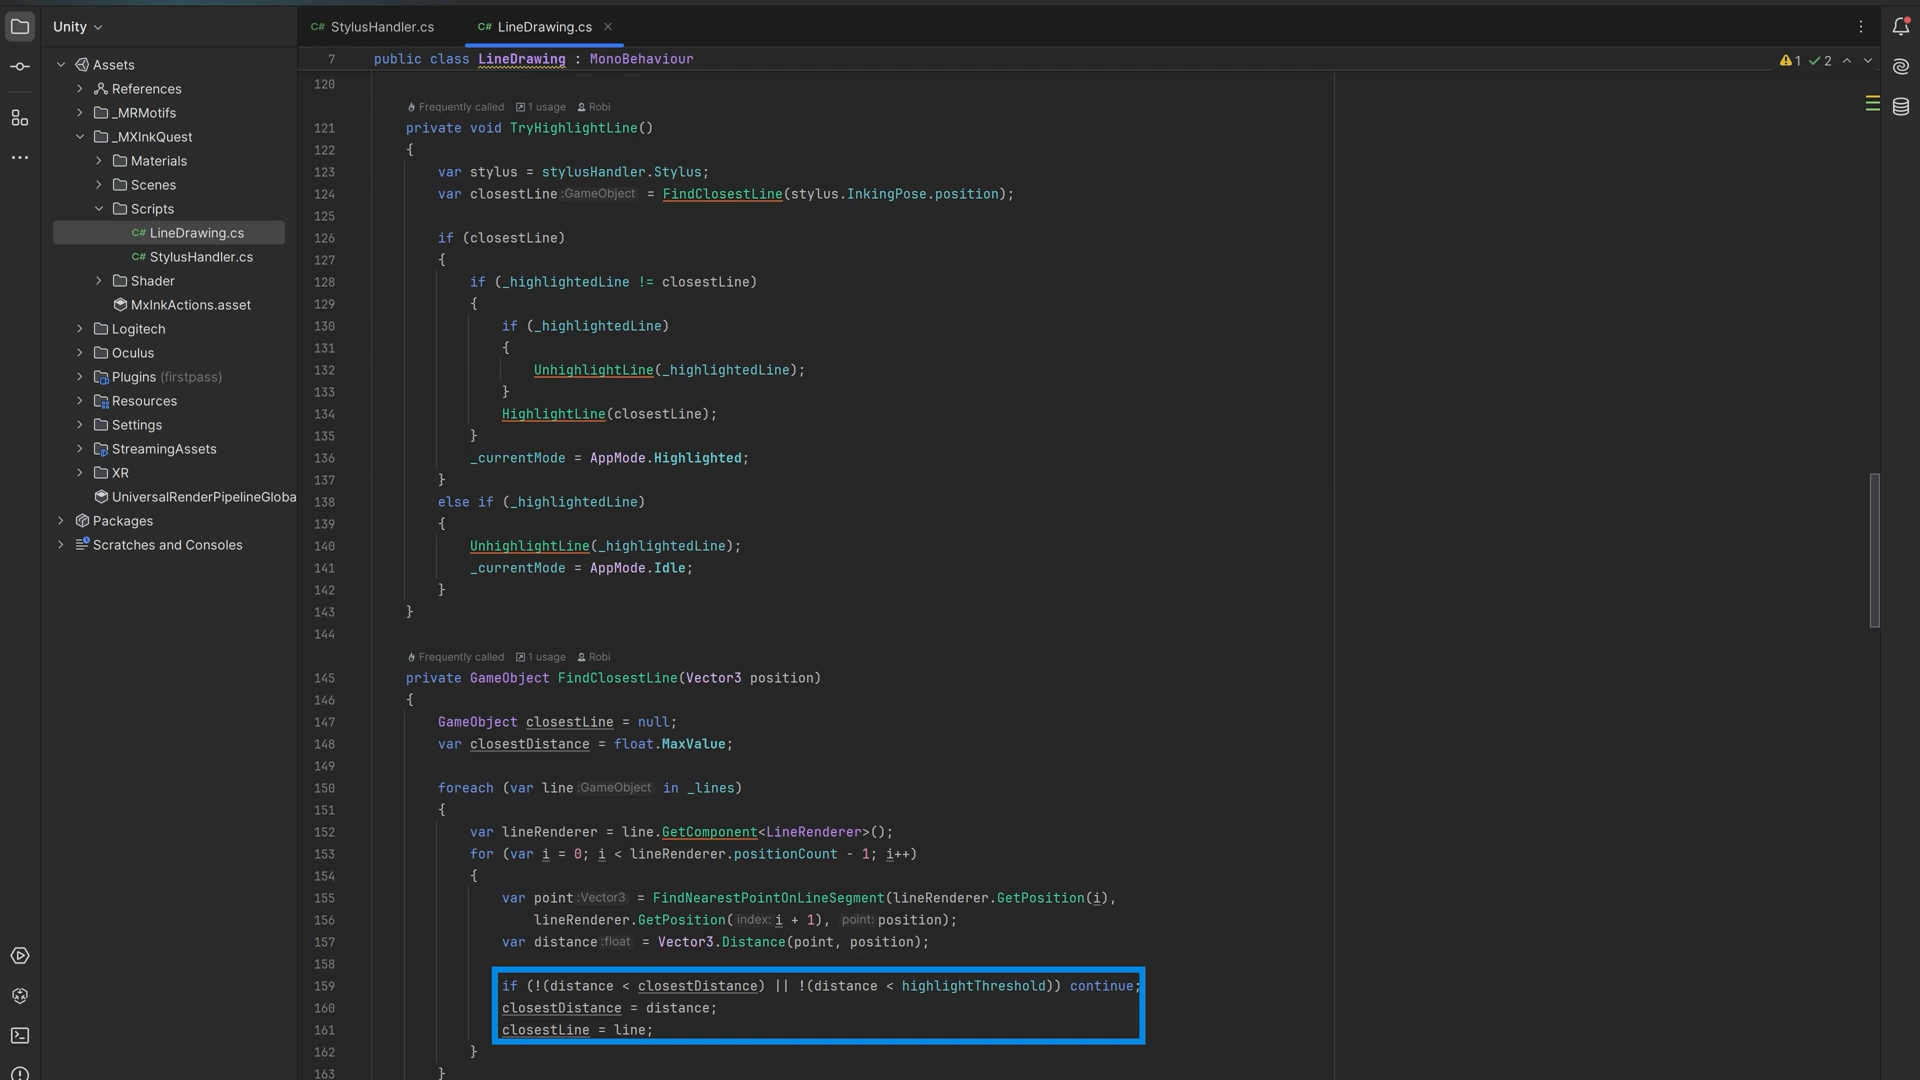 Unity
StylusHandler.cs
LineDrawing.cs
Assets
References
_MRMotifs
_MXInkQuest
Materials
Scenes
Scripts
C# LineDrawing.cs
C# StylusHandler.cs
Shader
MxInkActions.asset
Logitech
Oculus
Plugins (firstpass)
Resources
Settings
StreamingAssets
XR
UniversalRenderPipelineGloba
Packages
Scratches and Consoles
C# StylusHandler.cs
C# LineDrawing.cs
7 public class LineDrawing : MonoBehaviour
1 2
120
Frequently called 1 usage Robi
121 private void TryHighlightLine()
122 {
123 var stylus = stylusHandler.Stylus;
124 var closestLine :GameObject = FindClosestLine(stylus.InkingPose.position);
125
126 if (closestLine)
127 {
128 if (_highlightedLine != closestLine)
129 {
130 if (_highlightedLine)
131 {
132 UnhighlightLine(_highlightedLine);
133 }
134 HighlightLine(closestLine);
135 }
136 _currentMode = AppMode.Highlighted;
137 }
138 else if (_highlightedLine)
139 {
140 UnhighlightLine(_highlightedLine);
141 _currentMode = AppMode.Idle;
142 }
143 }
144
Frequently called 1 usage Robi
145 private GameObject FindClosestLine(Vector3 position)
146 {
147 GameObject closestLine = null;
148 var closestDistance = float.MaxValue;
149
150 foreach (var line :GameObject in _lines)
151 {
152 var lineRenderer = line.GetComponent<LineRenderer>();
153 for (var i = 0; i < lineRenderer.positionCount - 1; i++)
154 {
155 var point :Vector3 = FindNearestPointOnLineSegment(lineRenderer.GetPosition(i),
156 lineRenderer.GetPosition( index: i + 1), point: position);
157 var distance :float = Vector3.Distance(point, position);
158
159 if (!(distance < closestDistance) || !(distance < highlightThreshold)) continue;
160 closestDistance = distance;
161 closestLine = line;
162 }
163 }